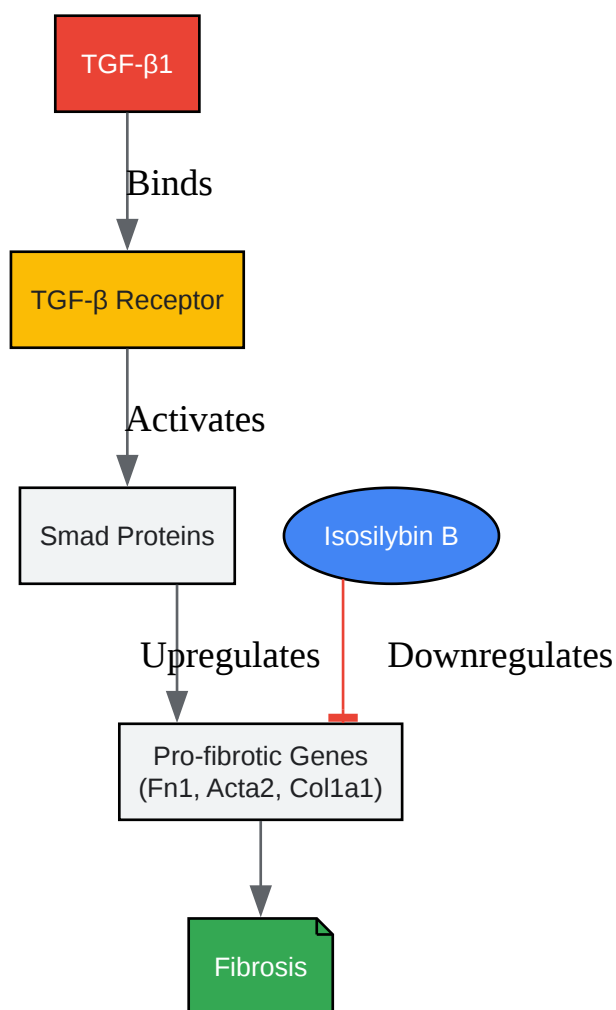 TGF-β1
Binds
TGF-β Receptor
Activates
Smad Proteins
Isosilybin B
Upregulates
Downregulates
Pro-fibrotic Genes
(Fn1, Acta2, Col1a1)
Fibrosis